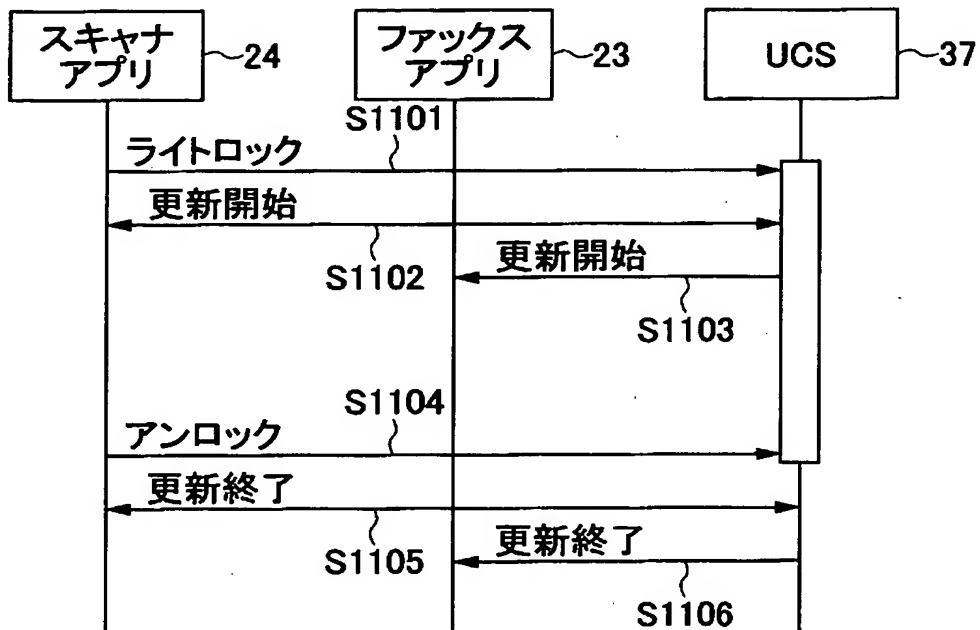 スキャナ
アプリ
24
ファックス
アプリ
23
UCS
37
S1101
ライトロック
更新開始
S1102
更新開始
S1103
S1104
アンロック
更新終了
S1105
更新終了
S1106